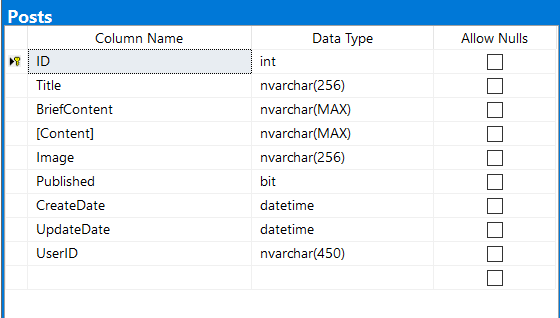 Posts
Column Name Data Type Allow Nulls
ID int
Title nvarchar(256)
BriefContent nvarchar(MAX)
[Content] nvarchar(MAX)
Image nvarchar(256)
Published bit
CreateDate datetime
UpdateDate datetime
UserID nvarchar(450)